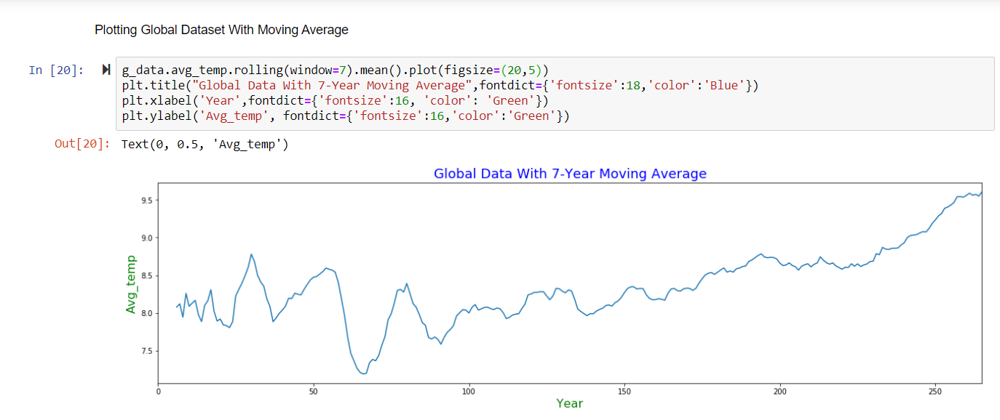 Plotting Global Dataset With Moving Average
In [20]:
g_data.avg_temp.rolling(window=7).mean().plot(figsize=(20,5))
plt.title("Global Data With 7-Year Moving Average",fontdict={'fontsize':18,'color':'Blue'})
plt.xlabel('Year',fontdict={'fontsize':16, 'color': 'Green'})
plt.ylabel('Avg_temp', fontdict={'fontsize':16,'color':'Green'})
Out[20]: Text(0, 0.5, 'Avg_temp')
Global Data With 7-Year Moving Average
Avg_temp
9.5
9.0
8.5
8.0
7.5
0 50 100 150 200 250
Year